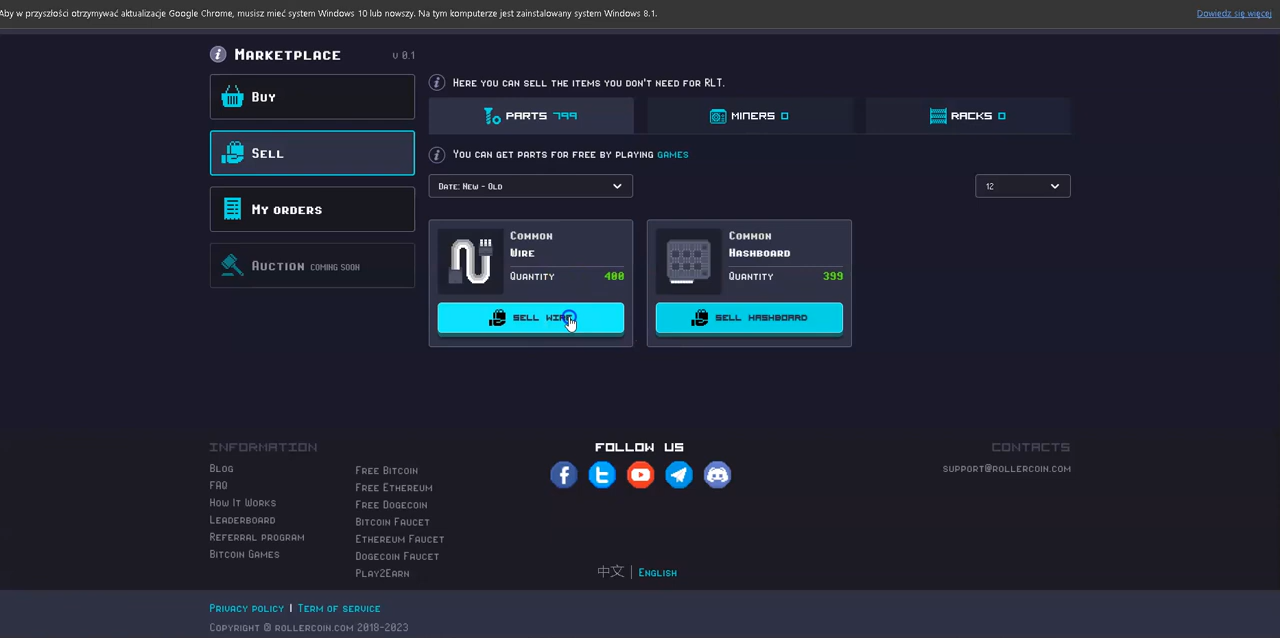 Aby w przyszłości otrzymywać aktualizacje Google Chrome, musisz mieć system Windows 10 lub nowszy. Na tym komputerze jest zainstalowany system Windows 8.1.
Dowiedz się więcej
Marketplace
v 0.1
Buy
Sell
My orders
Auction coming soon
Here you can sell the items you don't need for RLT.
Parts 799
Miners 0
Racks 0
You can get parts for free by playing games
Date: New - Old
12
Common
Wire
Quantity 400
Sell
Common
Hashboard
Quantity 399
Sell Hashboard
Information
Blog
FAQ
How It Works
Leaderboard
Referral program
Bitcoin Games
Free Bitcoin
Free Ethereum
Free Dogecoin
Bitcoin Faucet
Ethereum Faucet
Dogecoin Faucet
Play2Earn
Follow us
中文 | English
Contacts
support@rollercoin.com
Privacy policy | Term of service
Copyright @ rollercoin.com 2018-2023